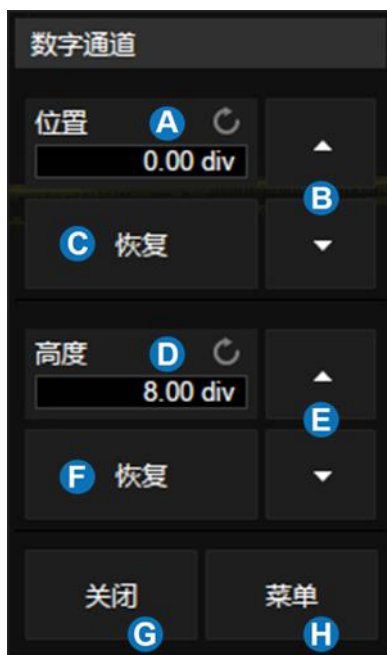 数字通道
位置 A
0.00 div
B
C 恢复
高度 D
8.00 div
E
F 恢复
关闭 菜单
G H